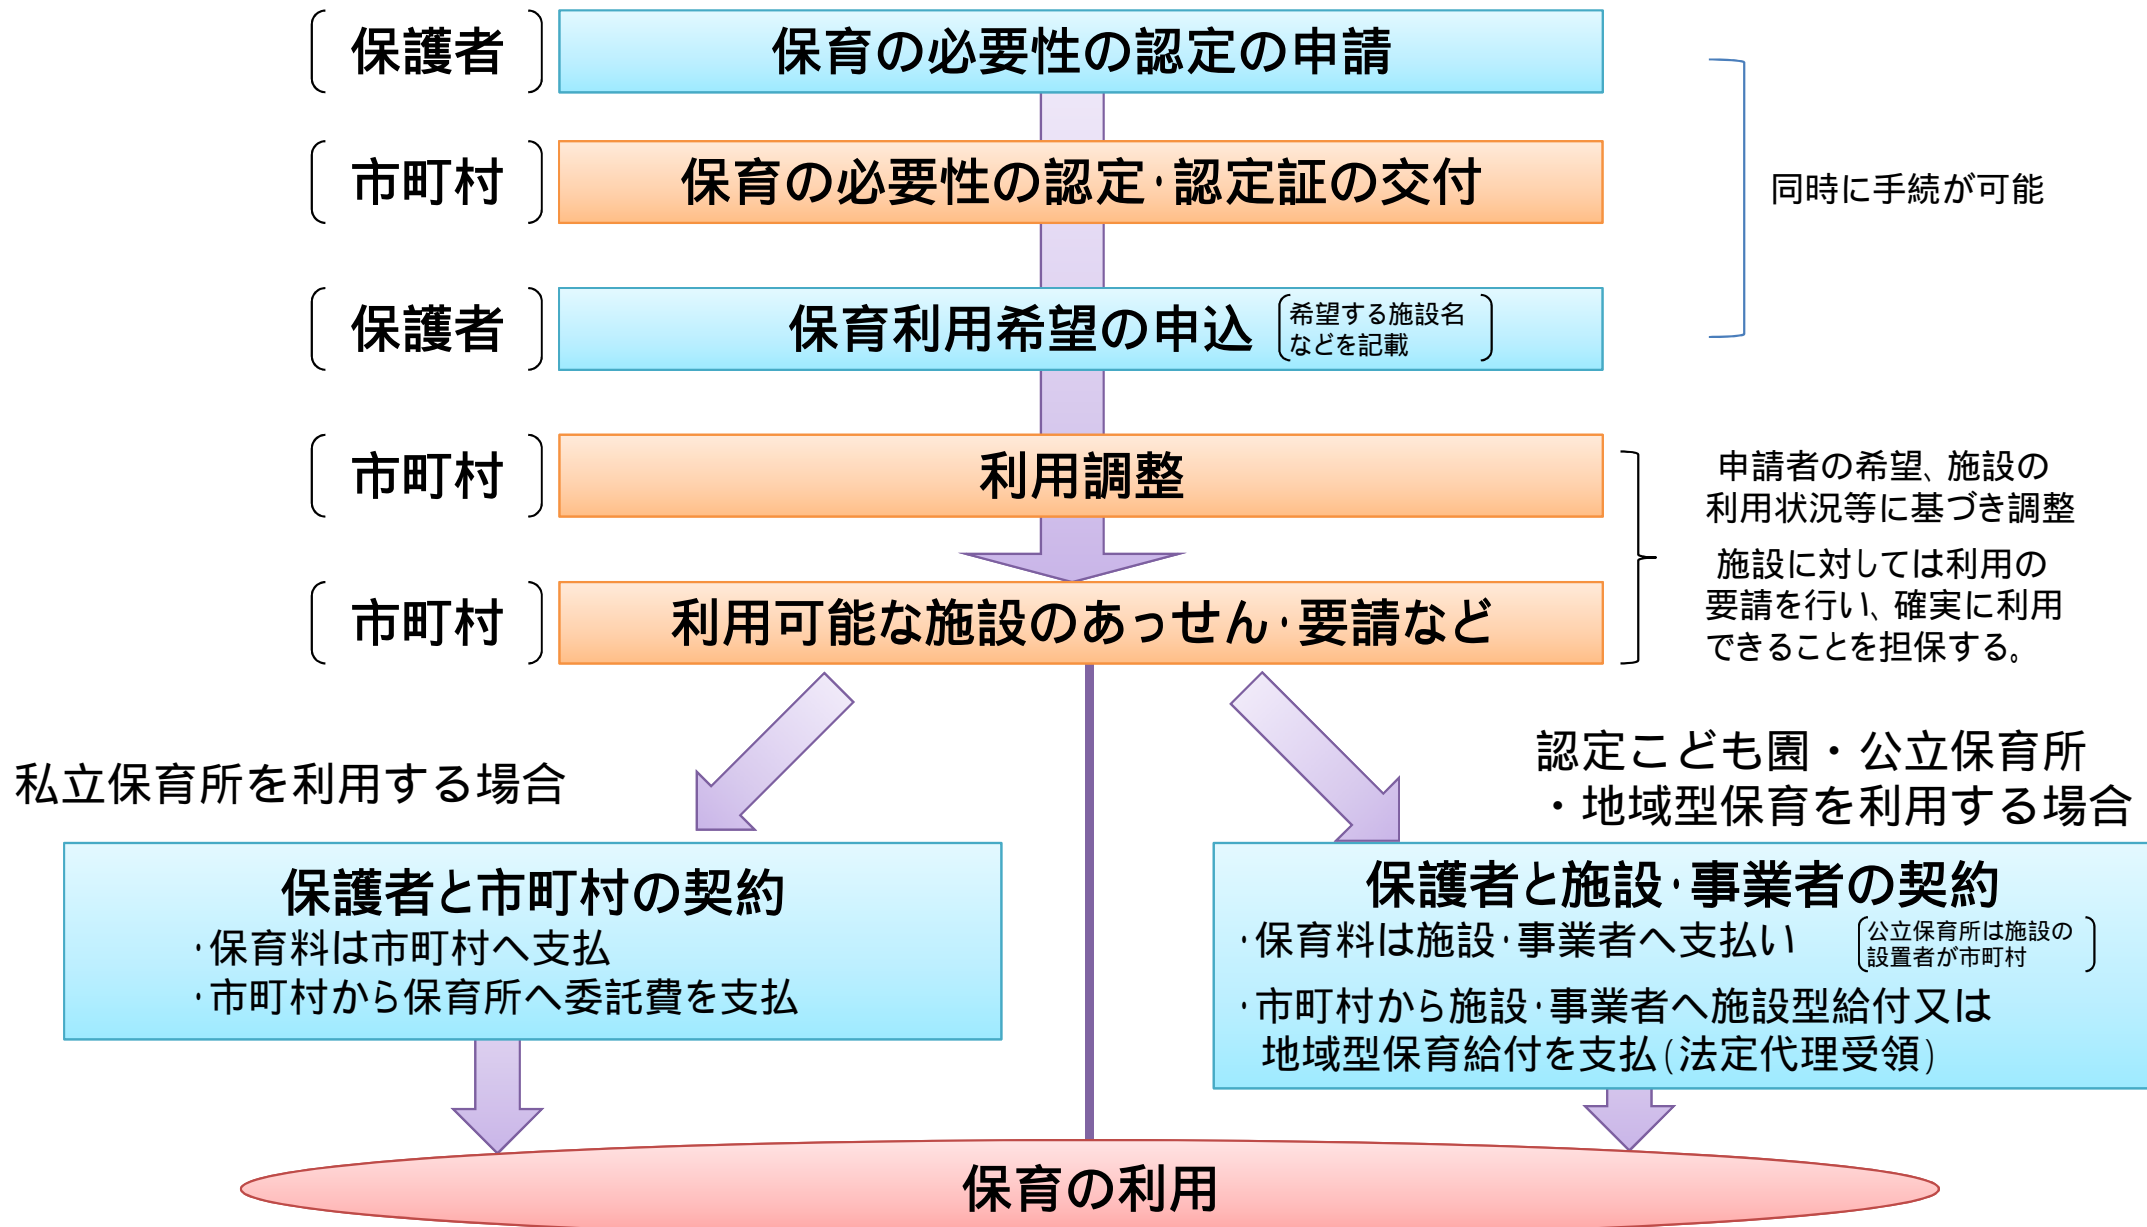 保護者
保育の必要性の認定の申請
市町村
保育の必要性の認定・認定証の交付
同時に手続が可能
保護者
保育利用希望の申込
希望する施設名
などを記載
市町村
利用調整
申請者の希望、施設の
利用状況等に基づき調整
施設に対しては利用の
要請を行い、確実に利用
できることを担保する。
市町村
利用可能な施設のあっせん・要請など
私立保育所を利用する場合
保護者と市町村の契約
・保育料は市町村へ支払
・市町村から保育所へ委託費を支払
認定こども園・公立保育所
・地域型保育を利用する場合
保護者と施設・事業者の契約
・保育料は施設・事業者へ支払い
公立保育所は施設の
設置者が市町村
・市町村から施設・事業者へ施設型給付又は
地域型保育給付を支払(法定代理受領)
保育の利用